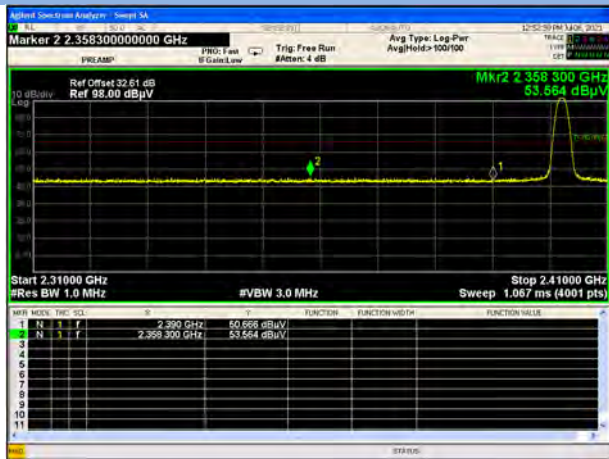 Agilent Spectrum Analyzer - Swept SA
Marker 2 2.358300000000 GHz
PREAMP
PNO: Fast
IFGain:Low
Trig: Free Run
#Atten: 4 dB
Avg Type: Log-Pwr
Avg|Hold:>100/100
TRACE
TYPE
DET
Ref Offset 32.61 dB
10 dB/div Ref 98.00 dBµV
Log
Mkr2 2.358 300 GHz
53.564 dBµV
2
1
Start 2.31000 GHz
Stop 2.41000 GHz
#Res BW 1.0 MHz
#VBW 3.0 MHz
Sweep 1.067 ms (4001 pts)
MKR MODE TRC SCL X Y FUNCTION FUNCTION WIDTH FUNCTION VALUE
1 N 1 f 2.390 GHz 50.666 dBµV
2 N 1 f 2.358 300 GHz 53.564 dBµV
3
4
5
6
7
8
9
10
11
MSG
STATUS